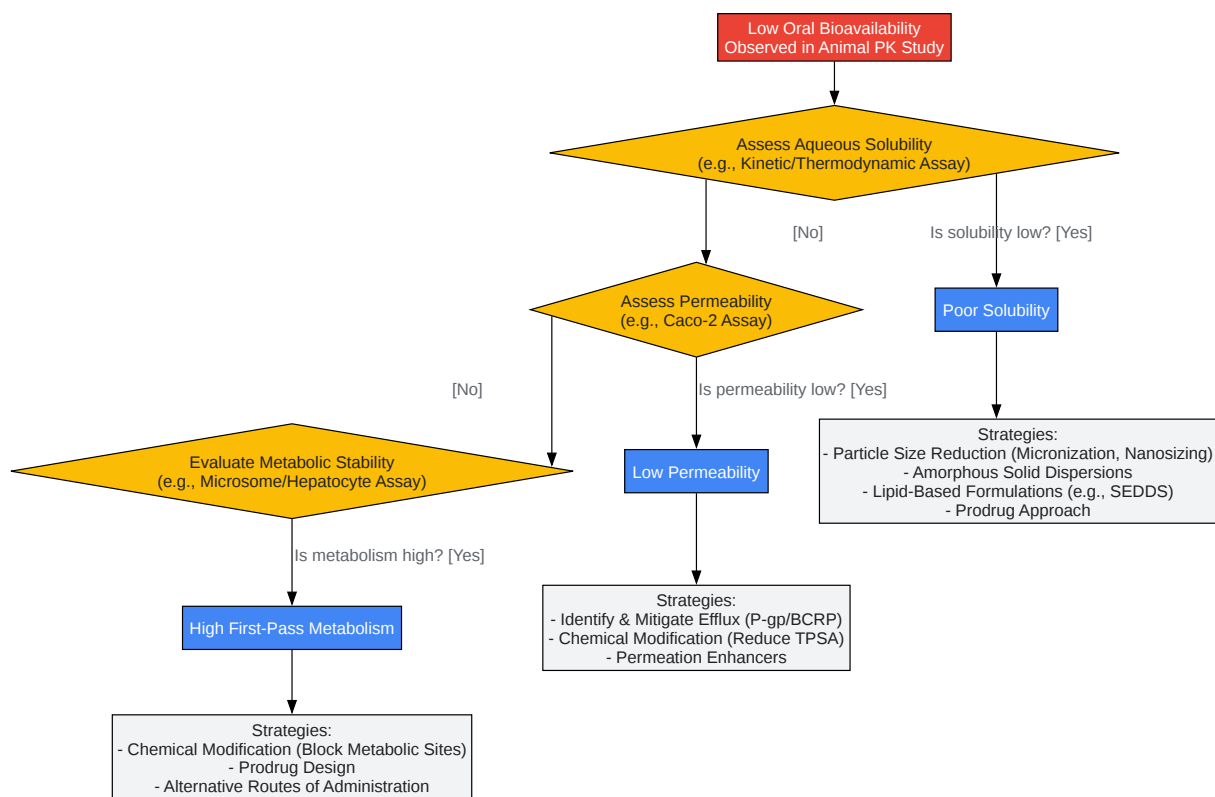 Low Oral Bioavailability
Observed in Animal PK Study
Assess Aqueous Solubility
(e.g., Kinetic/Thermodynamic Assay)
[No]
Is solubility low? [Yes]
Assess Permeability
(e.g., Caco-2 Assay)
Poor Solubility
[No]
Is permeability low? [Yes]
Strategies:
- Particle Size Reduction (Micronization, Nanosizing)
- Amorphous Solid Dispersions
- Lipid-Based Formulations (e.g., SEDDS)
- Prodrug Approach
Evaluate Metabolic Stability
(e.g., Microsome/Hepatocyte Assay)
Low Permeability
Is metabolism high? [Yes]
High First-Pass Metabolism
Strategies:
- Identify & Mitigate Efflux (P-gp/BCRP)
- Chemical Modification (Reduce TPSA)
- Permeation Enhancers
Strategies:
- Chemical Modification (Block Metabolic Sites)
- Prodrug Design
- Alternative Routes of Administration